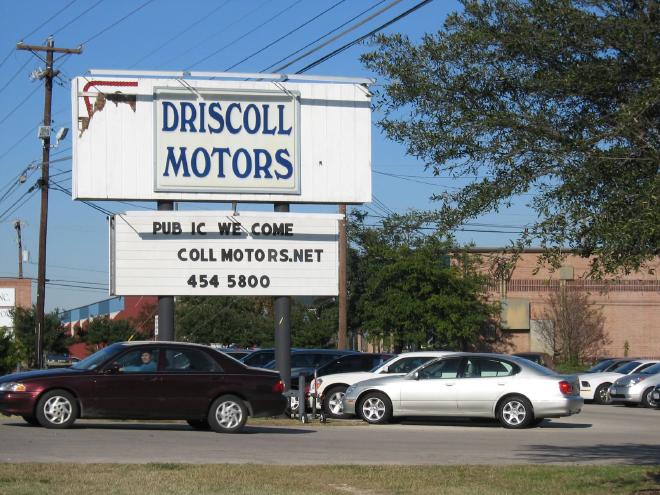 DRISCOLL
MOTORS
PUB IC WE COME
COLL MOTORS.NET
454 5800